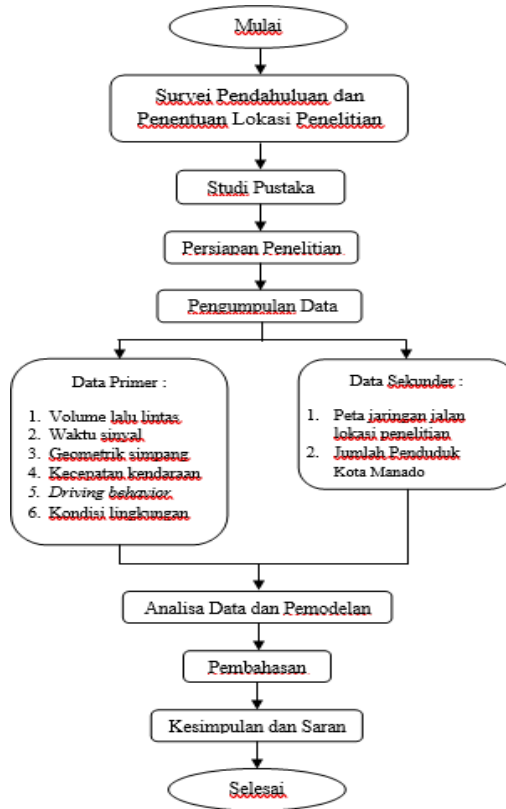 Mulai
Survei Pendahuluan dan
Penentuan Lokasi Penelitian
Studi Pustaka
Persiapan Penelitian
Pengumpulan Data
Data Primer :
1. Volume lalu lintas
2. Waktu sinyal
3. Geometrik simpang
4. Kecepatan kendaraan
5. Driving behavior
6. Kondisi lingkungan
Data Sekunder :
1. Peta jaringan jalan
lokasi penelitian
2. Jumlah Penduduk
Kota Manado
Analisa Data dan Pemodelan
Pembahasan
Kesimpulan dan Saran
Selesai